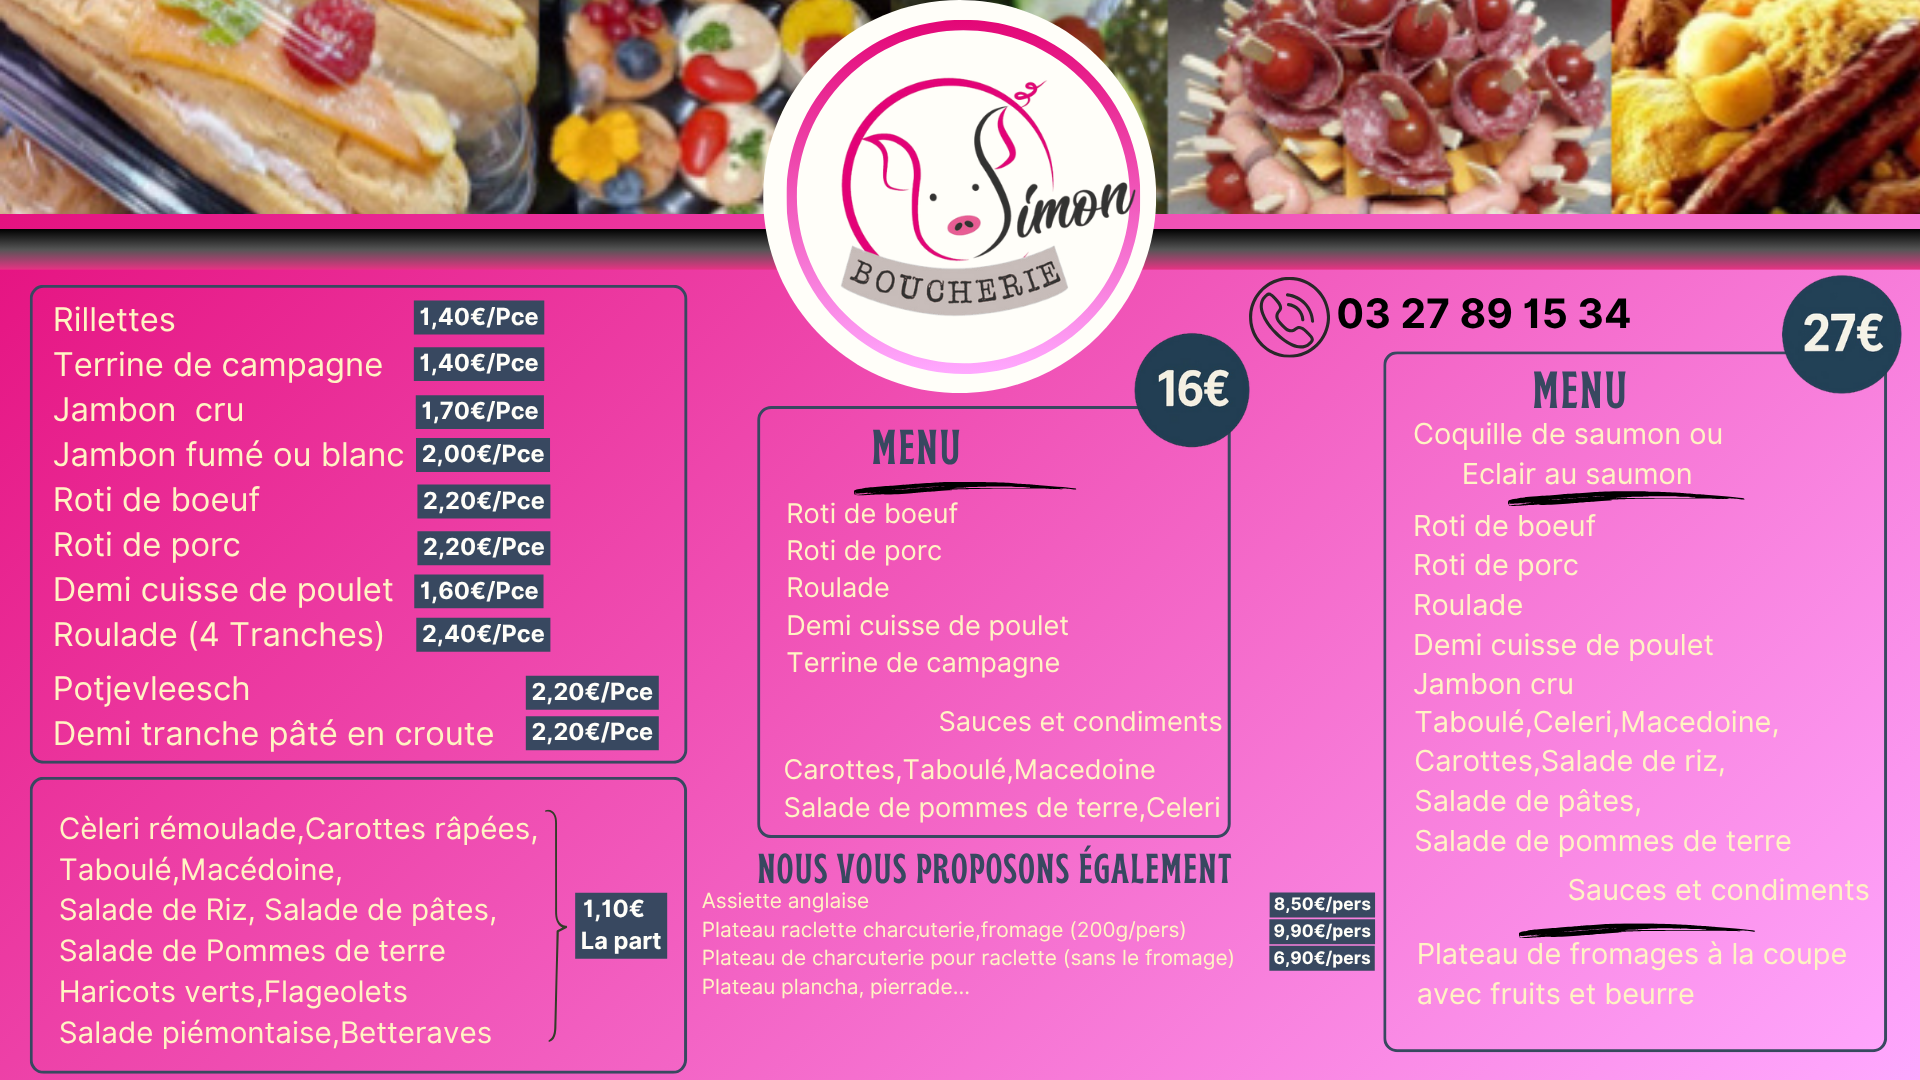 Simon
BOUCHERIE
Rillettes 1,40€/Pce
Terrine de campagne 1,40€/Pce
Jambon cru 1,70€/Pce
Jambon fumé ou blanc 2,00€/Pce
Roti de boeuf 2,20€/Pce
Roti de porc 2,20€/Pce
Demi cuisse de poulet 1,60€/Pce
Roulade (4 Tranches) 2,40€/Pce
Potjevleesch 2,20€/Pce
Demi tranche pâté en croute 2,20€/Pce
Cèleri rémoulade,Carottes râpées,
Taboulé,Macédoine,
Salade de Riz, Salade de pâtes,
Salade de Pommes de terre
Haricots verts,Flageolets
Salade piémontaise,Betteraves
1,10€
La part
16€
MENU
Roti de boeuf
Roti de porc
Roulade
Demi cuisse de poulet
Terrine de campagne
Sauces et condiments
Carottes,Taboulé,Macedoine
Salade de pommes de terre,Celeri
NOUS VOUS PROPOSONS ÉGALEMENT
Assiette anglaise 8,50€/pers
Plateau raclette charcuterie,fromage (200g/pers) 9,90€/pers
Plateau de charcuterie pour raclette (sans le fromage) 6,90€/pers
Plateau plancha, pierrade...
03 27 89 15 34
27€
MENU
Coquille de saumon ou
Eclair au saumon
Roti de boeuf
Roti de porc
Roulade
Demi cuisse de poulet
Jambon cru
Taboulé,Celeri,Macedoine,
Carottes,Salade de riz,
Salade de pâtes,
Salade de pommes de terre
Sauces et condiments
Plateau de fromages à la coupe
avec fruits et beurre